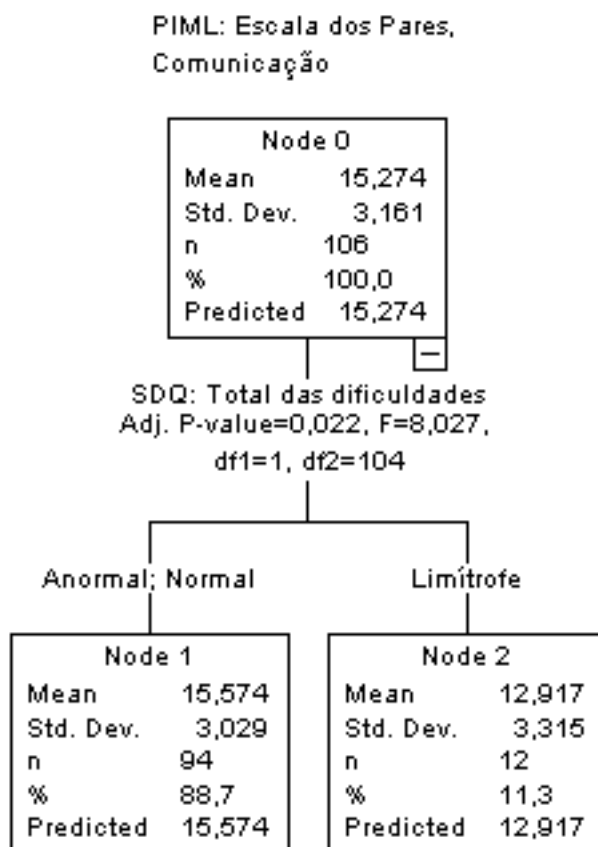 PIML: Escala dos Pares,
Comunicação
Node 0
Mean 15,274
Std. Dev. 3,161
n 106
% 100,0
Predicted 15,274
SDQ: Total das dificuldades
Adj. P-value=0,022, F=8,027,
df1=1, df2=104
Anormal; Normal
Limítrofe
Node 1
Mean 15,574
Std. Dev. 3,029
n 94
% 88,7
Predicted 15,574
Node 2
Mean 12,917
Std. Dev. 3,315
n 12
% 11,3
Predicted 12,917